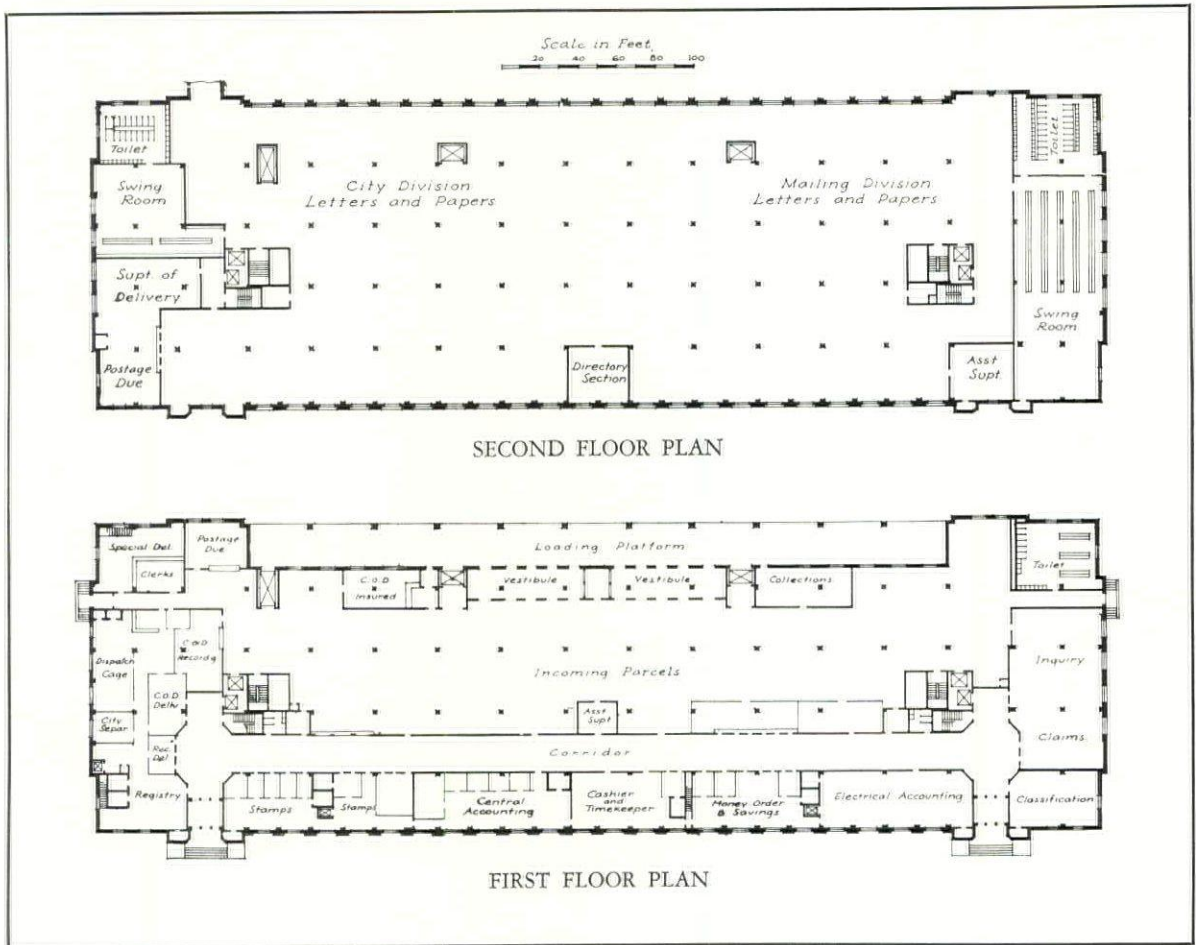 Scale in Feet
20 40 60 80 100
Toilet
Swing
Room
City Division
Letters and Papers
Mailing Division
Letters and Papers
Toilet
Supt. of
Delivery
Swing
Room
Postage
Due
Directory
Section
Asst
Supt.
SECOND FLOOR PLAN
Special Del.
Postage
Due
Loading Platform
Clerks
C.O.D
Insured
Vestibule
Vestibule
Collections
Toilet
C.O.D
Record'g
Dispatch
Cage
Incoming Parcels
Inquiry
C.O.D.
Delív
City
Separ
Asst
Supt
Rec.
Del
Corridor
Claims
Registry
Stamps
Stamps
Central
Accounting
Cashier
and
Timekeeper
Money Order
& Savings
Electrical Accounting
Classification
FIRST FLOOR PLAN